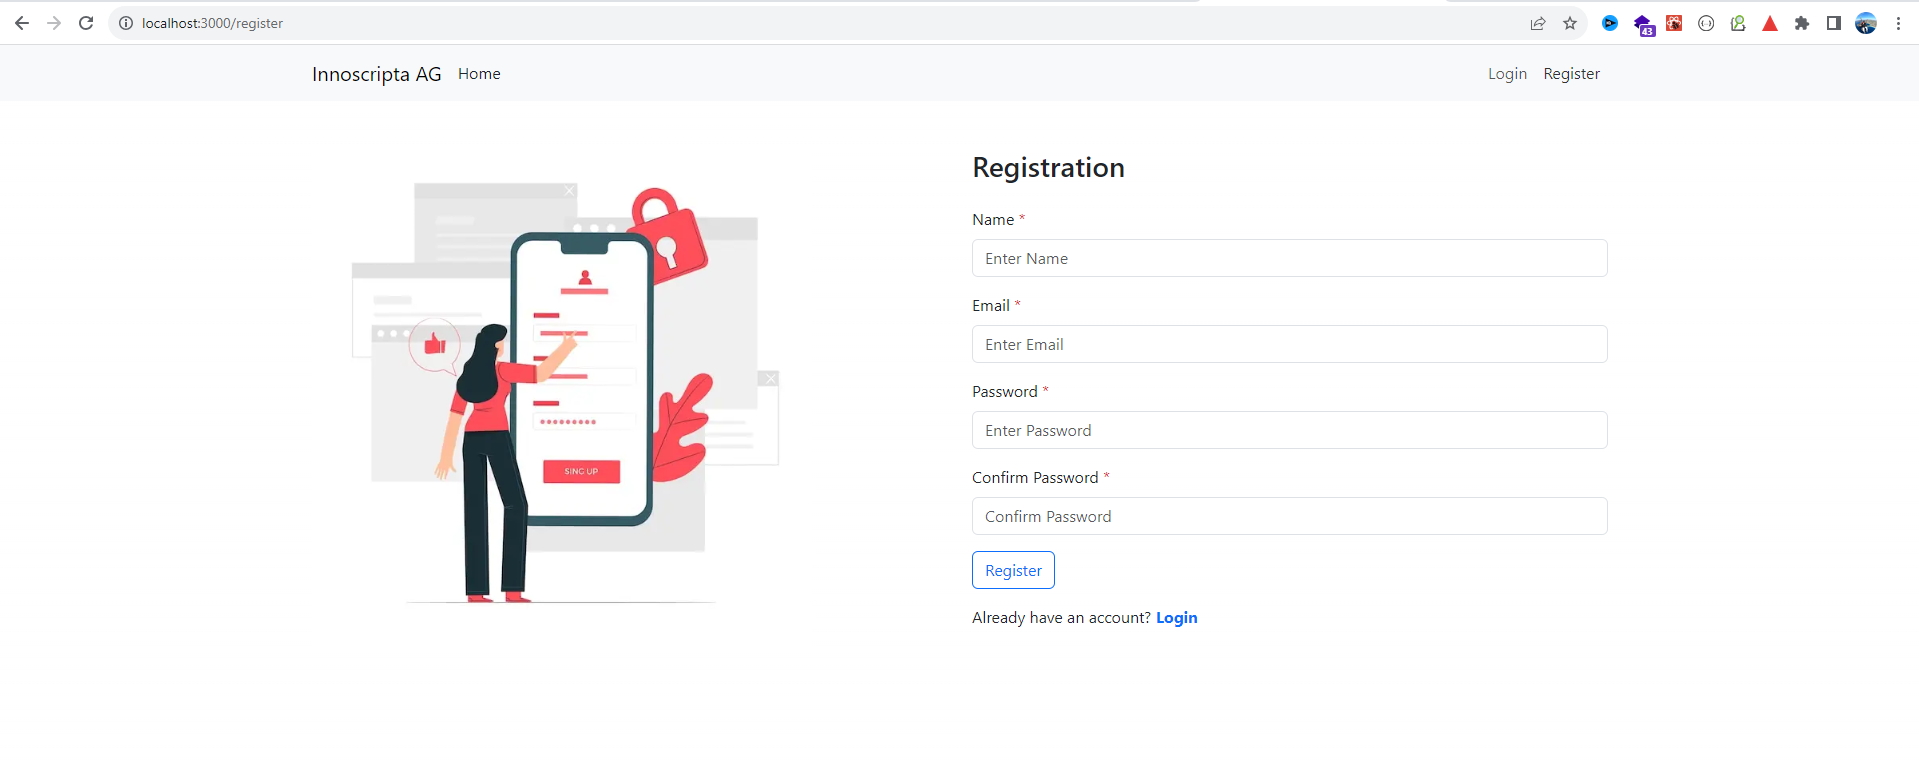 localhost:3000/register
43
Innoscripta AG Home Login Register
Registration
Name *
Enter Name
Email *
Enter Email
Password *
Enter Password
Confirm Password *
Confirm Password
Register
Already have an account? Login
SING UP